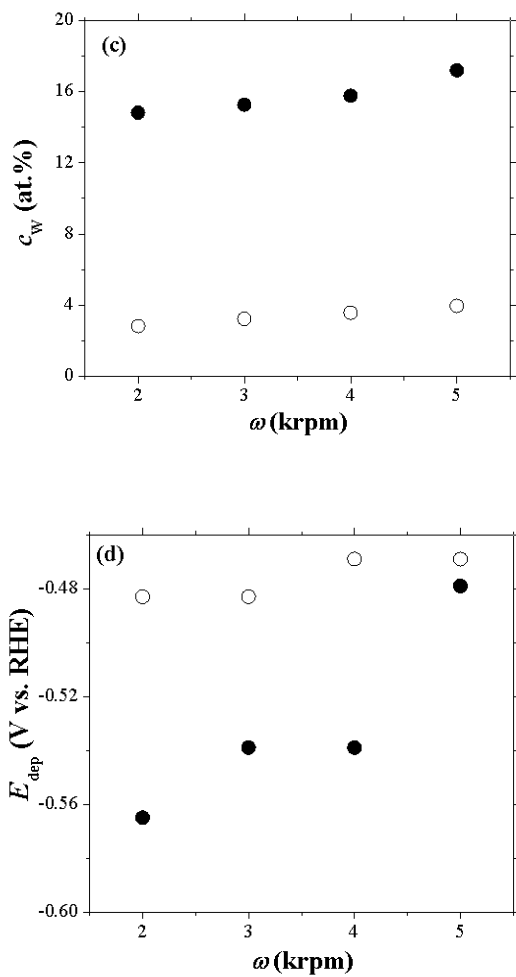 (c)
20
16
12
8
4
0
c_W (at.%)
2 3 4 5
ω (krpm)
(d)
-0.48
-0.52
-0.56
-0.60
E_dep (V vs. RHE)
2 3 4 5
ω (krpm)